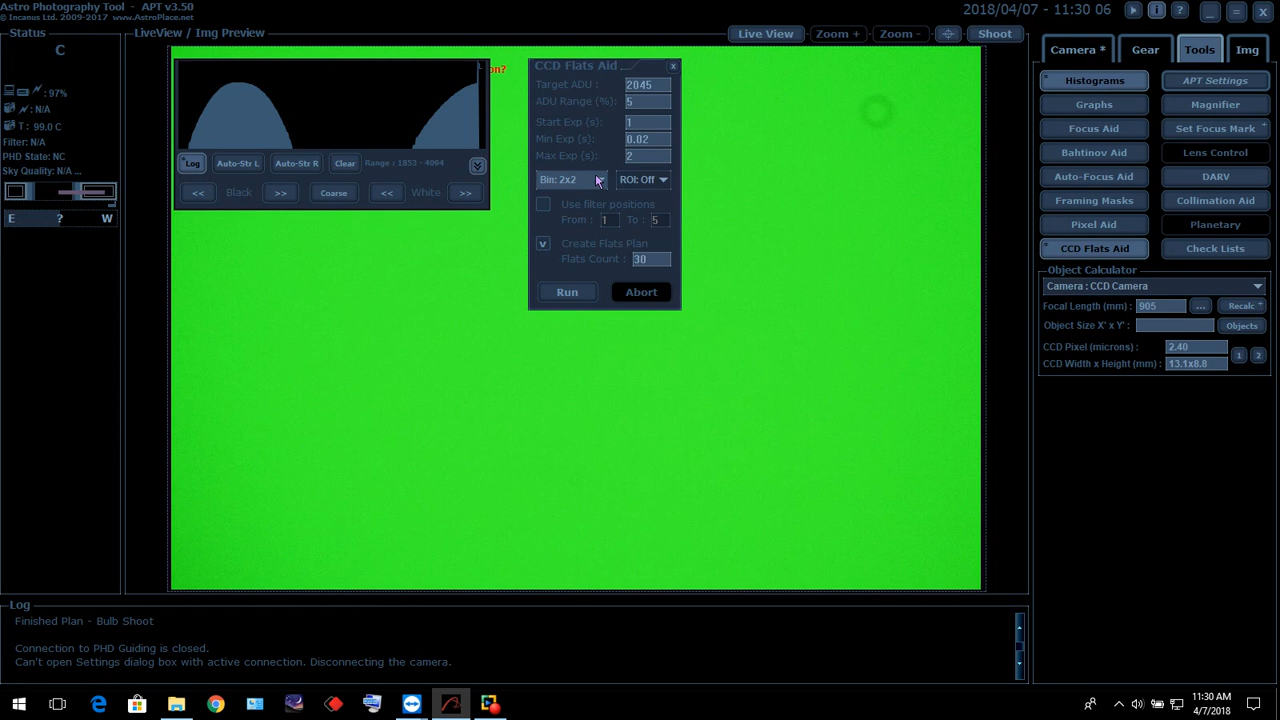 Astro Photography Tool - APT v3.50
© Incanus Ltd. 2009-2017 www.AstroPlace.net
2018/04/07 - 11:30 06
i
?
Status
C
: 97%
: N/A
T: 99.0 C
Filter: N/A
PHD State: NC
Sky Quality: N/A ...
E ? W
LiveView / Img Preview
Live View
Zoom +
Zoom -
Shoot
on?
L
Log
Auto-Str L
Auto-Str R
Clear
Range : 1853 - 4094
<< Black >>
Coarse
<< White >>
CCD Flats Aid
x
Target ADU : 2045
ADU Range (%): 5
Start Exp (s): 1
Min Exp (s): 0.02
Max Exp (s): 2
Bin: 2x2
ROI: Off
Use filter positions
From : 1 To : 5
v Create Flats Plan
Flats Count : 30
Run
Abort
Camera *
Gear
Tools
Img
Histograms
APT Settings
Graphs
Magnifier
Focus Aid
Set Focus Mark
Bahtinov Aid
Lens Control
Auto-Focus Aid
DARV
Framing Masks
Collimation Aid
Pixel Aid
Planetary
CCD Flats Aid
Check Lists
Object Calculator
Camera : CCD Camera
Focal Length (mm) : 905 ... Recalc
Object Size X' x Y' : Objects
CCD Pixel (microns) : 2.40
CCD Width x Height (mm) : 13.1x8.8
1 2
Log
Finished Plan - Bulb Shoot
Connection to PHD Guiding is closed.
Can't open Settings dialog box with active connection. Disconnecting the camera.
11:30 AM
4/7/2018